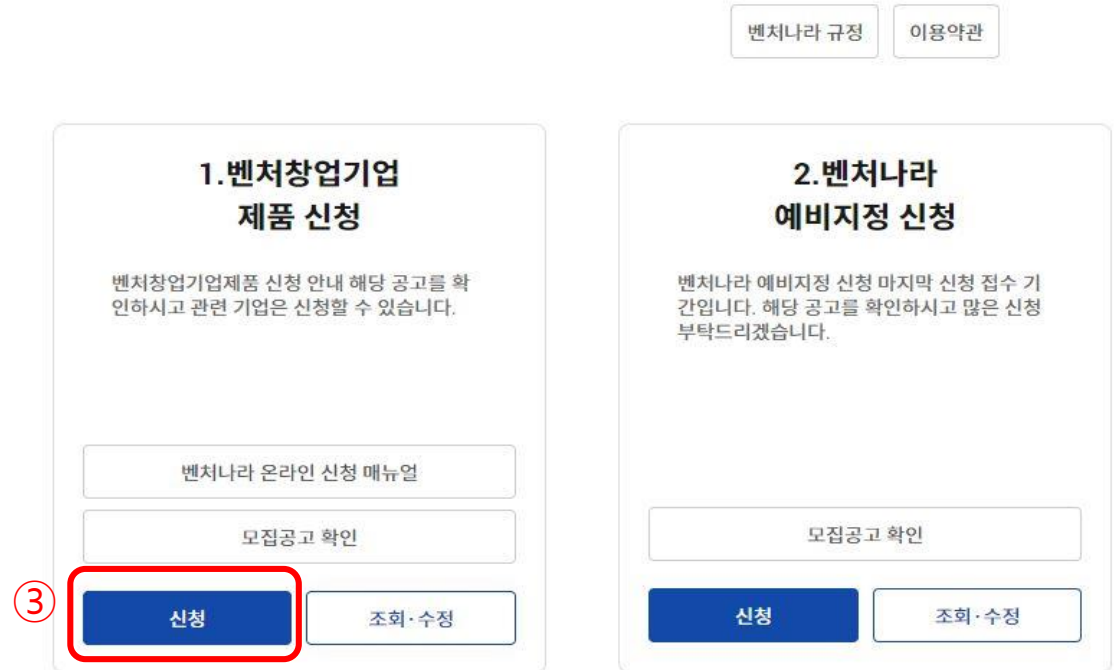 벤처나라 규정
이용약관
1.벤처창업기업
제품 신청
벤처창업기업제품 신청 안내 해당 공고를 확
인하시고 관련 기업은 신청할 수 있습니다.
벤처나라 온라인 신청 매뉴얼
모집공고 확인
③
신청
조회·수정
2.벤처나라
예비지정 신청
벤처나라 예비지정 신청 마지막 신청 접수 기
간입니다. 해당 공고를 확인하시고 많은 신청
부탁드리겠습니다.
모집공고 확인
신청
조회·수정